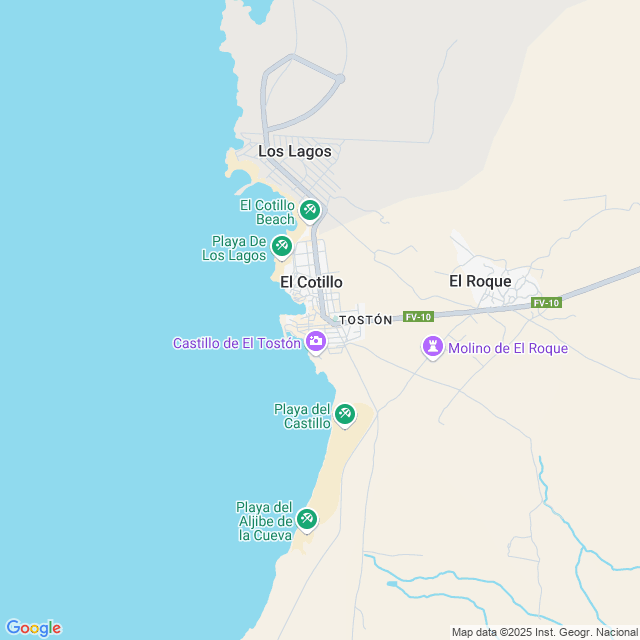 Los Lagos
El Cotillo
Beach
Playa De
Los Lagos
El Cotillo
El Roque
FV-10
FV-10
TOSTÓN
Castillo de El Tostón
Molino de El Roque
Playa del
Castillo
Playa del
Aljibe de
la Cueva
Google
Map data ©2025 Inst. Geogr. Nacional